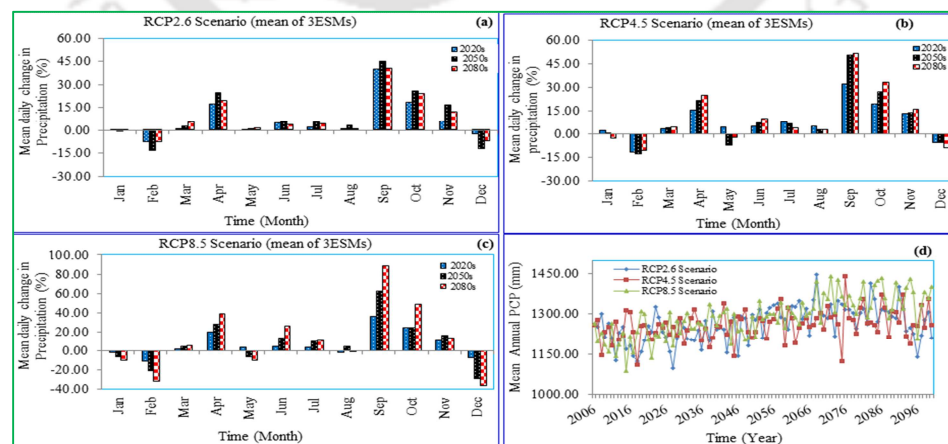 RCP2.6 Scenario (mean of 3ESMs)
(a)
Mean daily change in
Precipitation (%)
60.00
45.00
30.00
15.00
0.00
-15.00
-30.00
2020s
2050s
2080s
Jan
Feb
Mar
Apr
May
Jun
Jul
Aug
Sep
Oct
Nov
Dec
Time (Month)
RCP4.5 Scenario (mean of 3ESMs)
(b)
Mean daily change in
precipitation (%)
60.00
45.00
30.00
15.00
0.00
-15.00
-30.00
2020s
2050s
2080s
Jan
Feb
Mar
Apr
May
Jun
Jul
Aug
Sep
Oct
Nov
Dec
Time (Month)
RCP8.5 Scenario (mean of 3ESMs)
(c)
Mean daily change in
Precipitation (%)
100.00
80.00
60.00
40.00
20.00
0.00
-20.00
-40.00
2020s
2050s
2080s
Jan
Feb
Mar
Apr
May
Jun
Jul
Aug
Sep
Oct
Nov
Dec
Time (Month)
(d)
Mean Annual PCP (mm)
1450.00
1300.00
1150.00
1000.00
RCP2.6 Scenario
RCP4.5 Scenario
RCP8.5 Scenario
2006
2016
2026
2036
2046
2056
2066
2076
2086
2096
Time (Year)